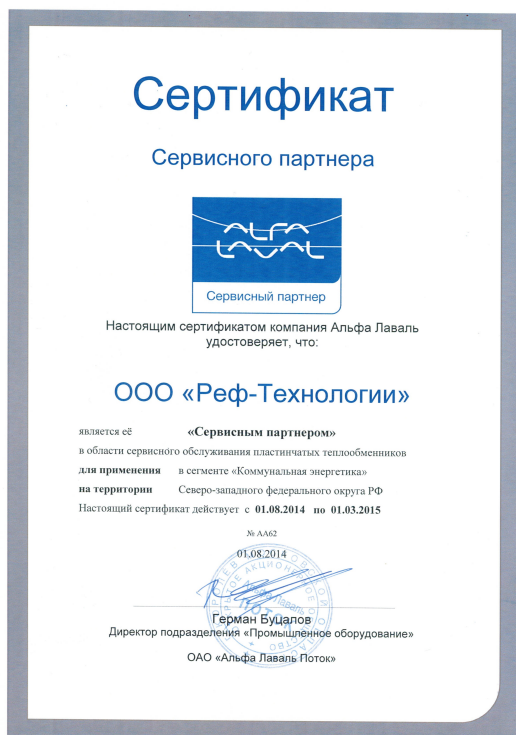 Сертификат
Сервисного партнера
ALFA
LAVAL
Сервисный партнер
Настоящим сертификатом компания Альфа Лаваль
удостоверяет, что:
ООО «Реф-Технологии»
является её «Сервисным партнером»
в области сервисного обслуживания пластинчатых теплообменников
для применения в сегменте «Коммунальная энергетика»
на территории Северо-западного федерального округа РФ
Настоящий сертификат действует с 01.08.2014 по 01.03.2015
№ АА62
01.08.2014
Альфа Лаваль
ПОТОК
Герман Буцалов
Директор подразделения «Промышленное оборудование»
ОАО «Альфа Лаваль Поток»